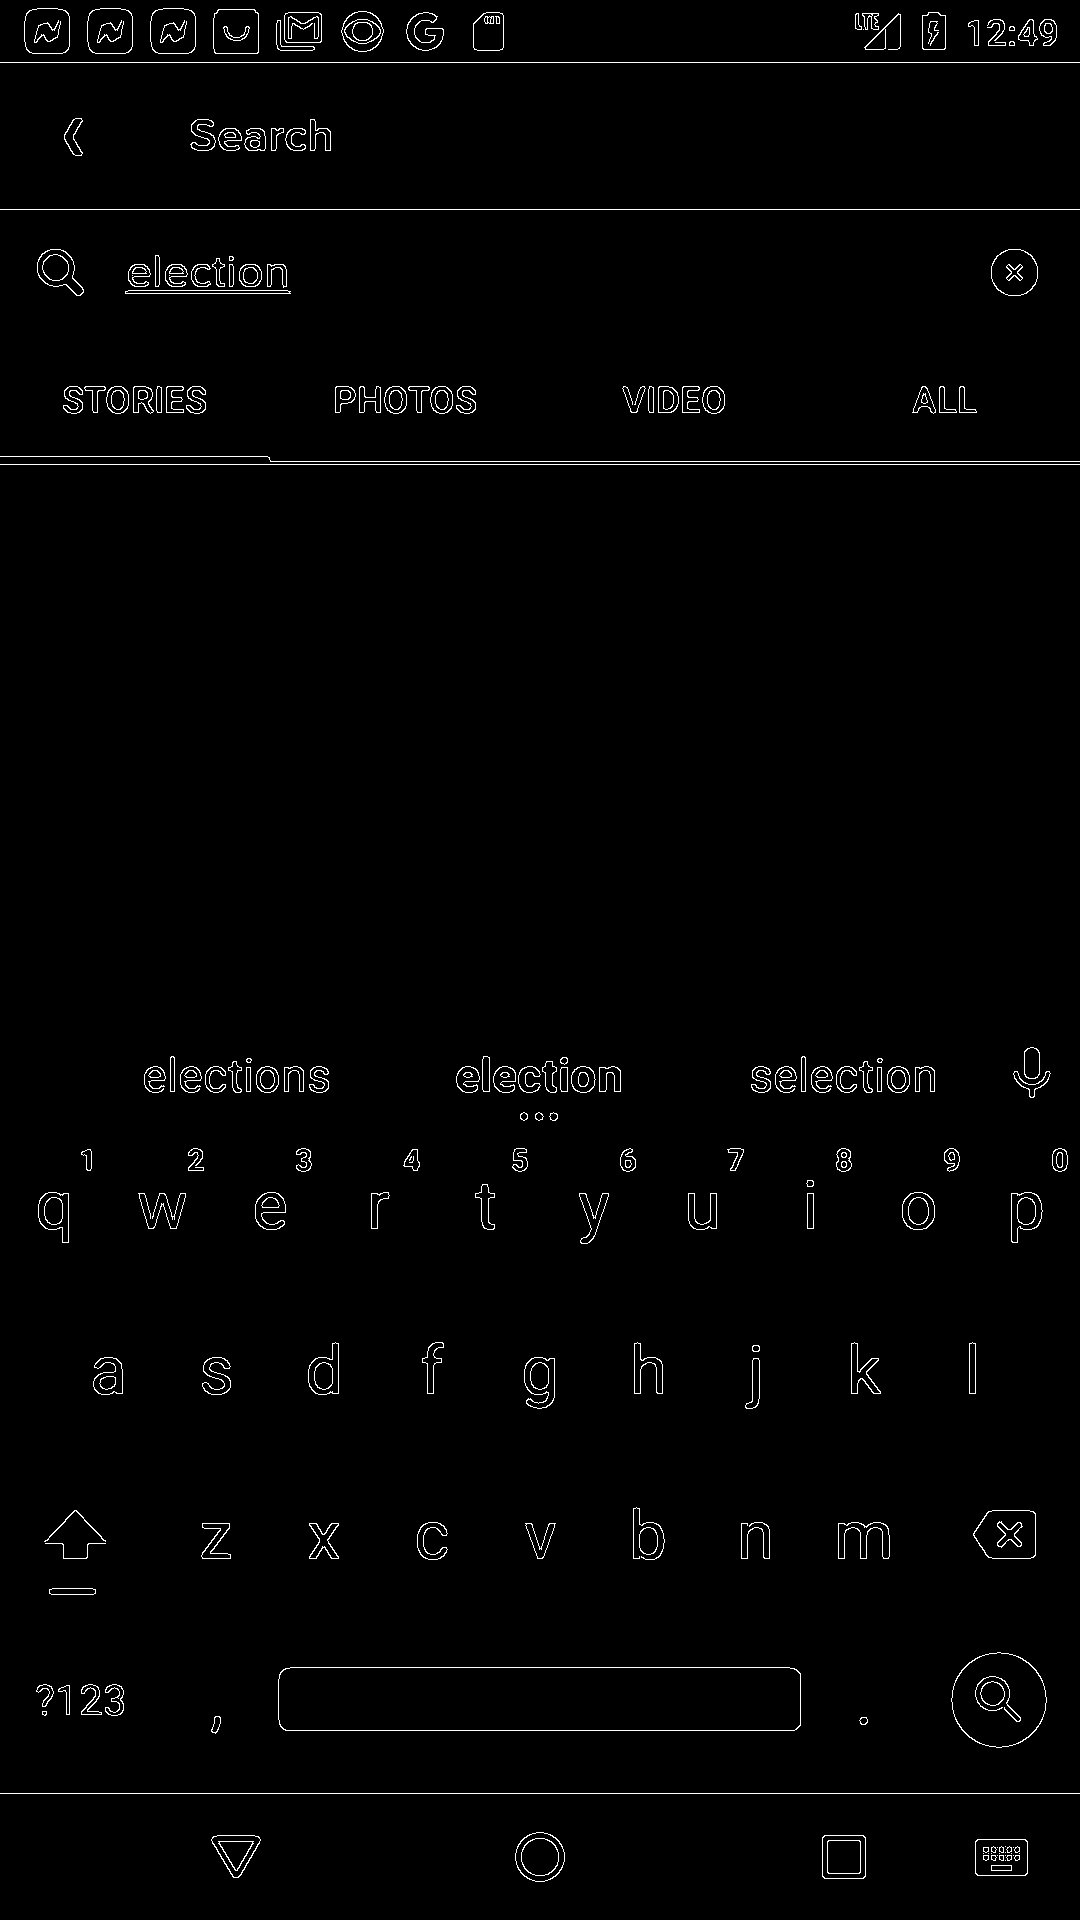 LTE 12:49
Search
election
STORIES PHOTOS VIDEO ALL
elections election selection
1 2 3 4 5 6 7 8 9 0
q w e r t y u i o p
a s d f g h j k l
z x c v b n m
?123 , .